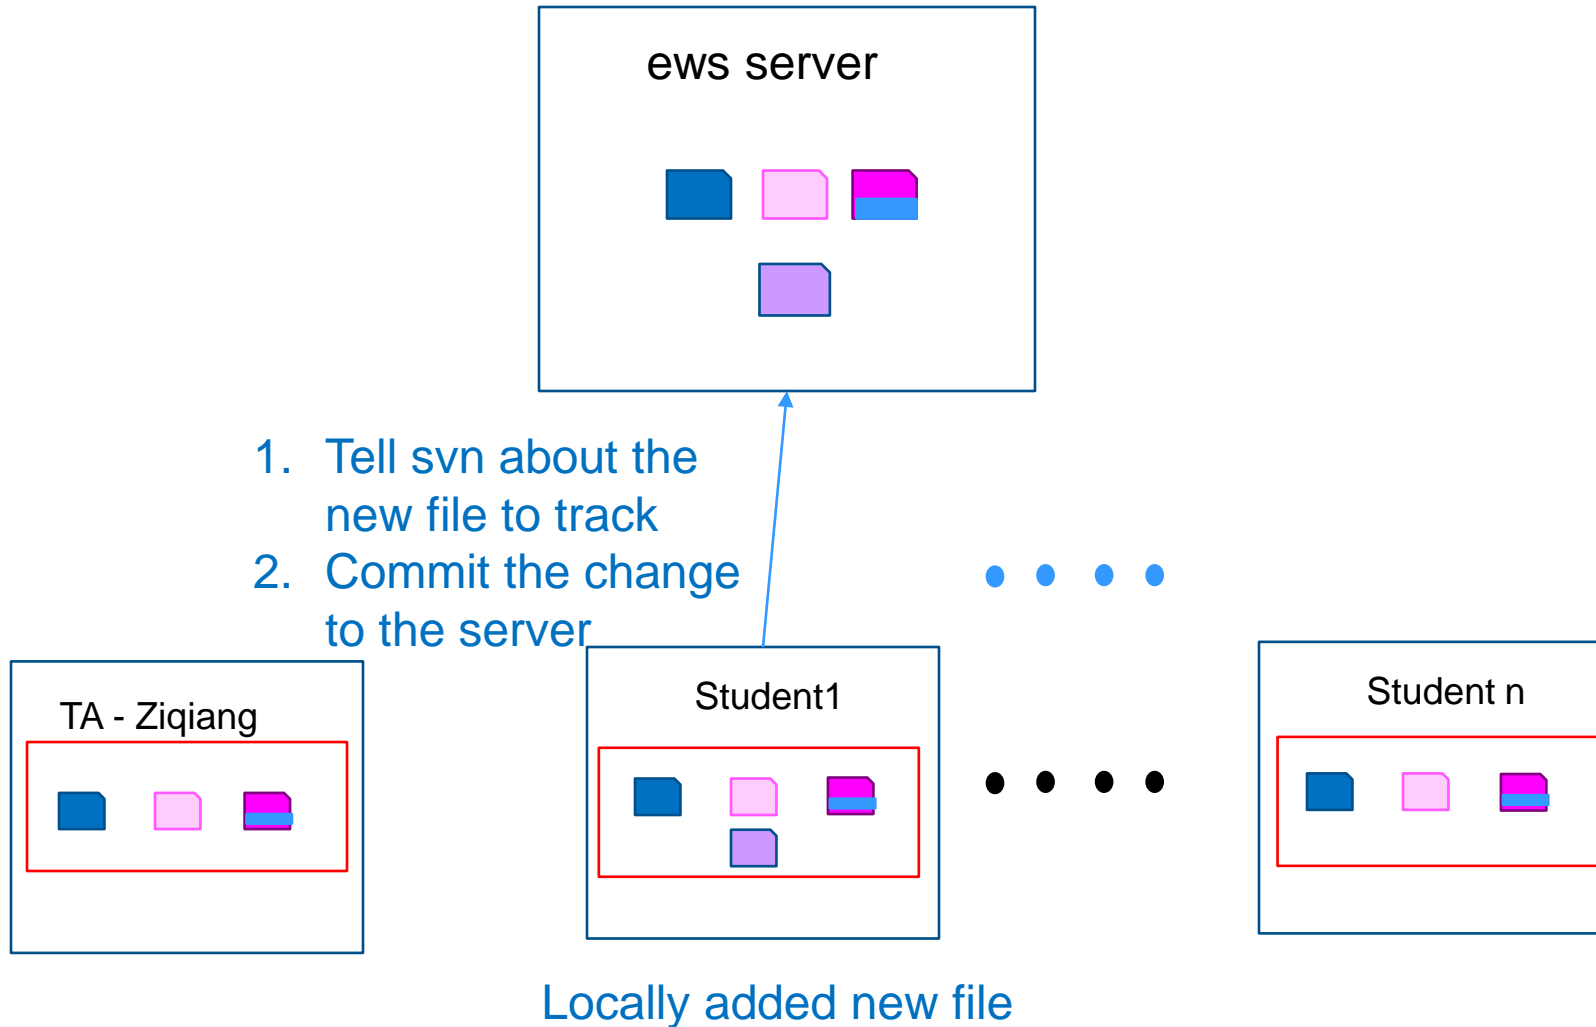 ews server
1. Tell svn about the
new file to track
2. Commit the change
to the server
TA - Ziqiang
Student1
Student n
Locally added new file